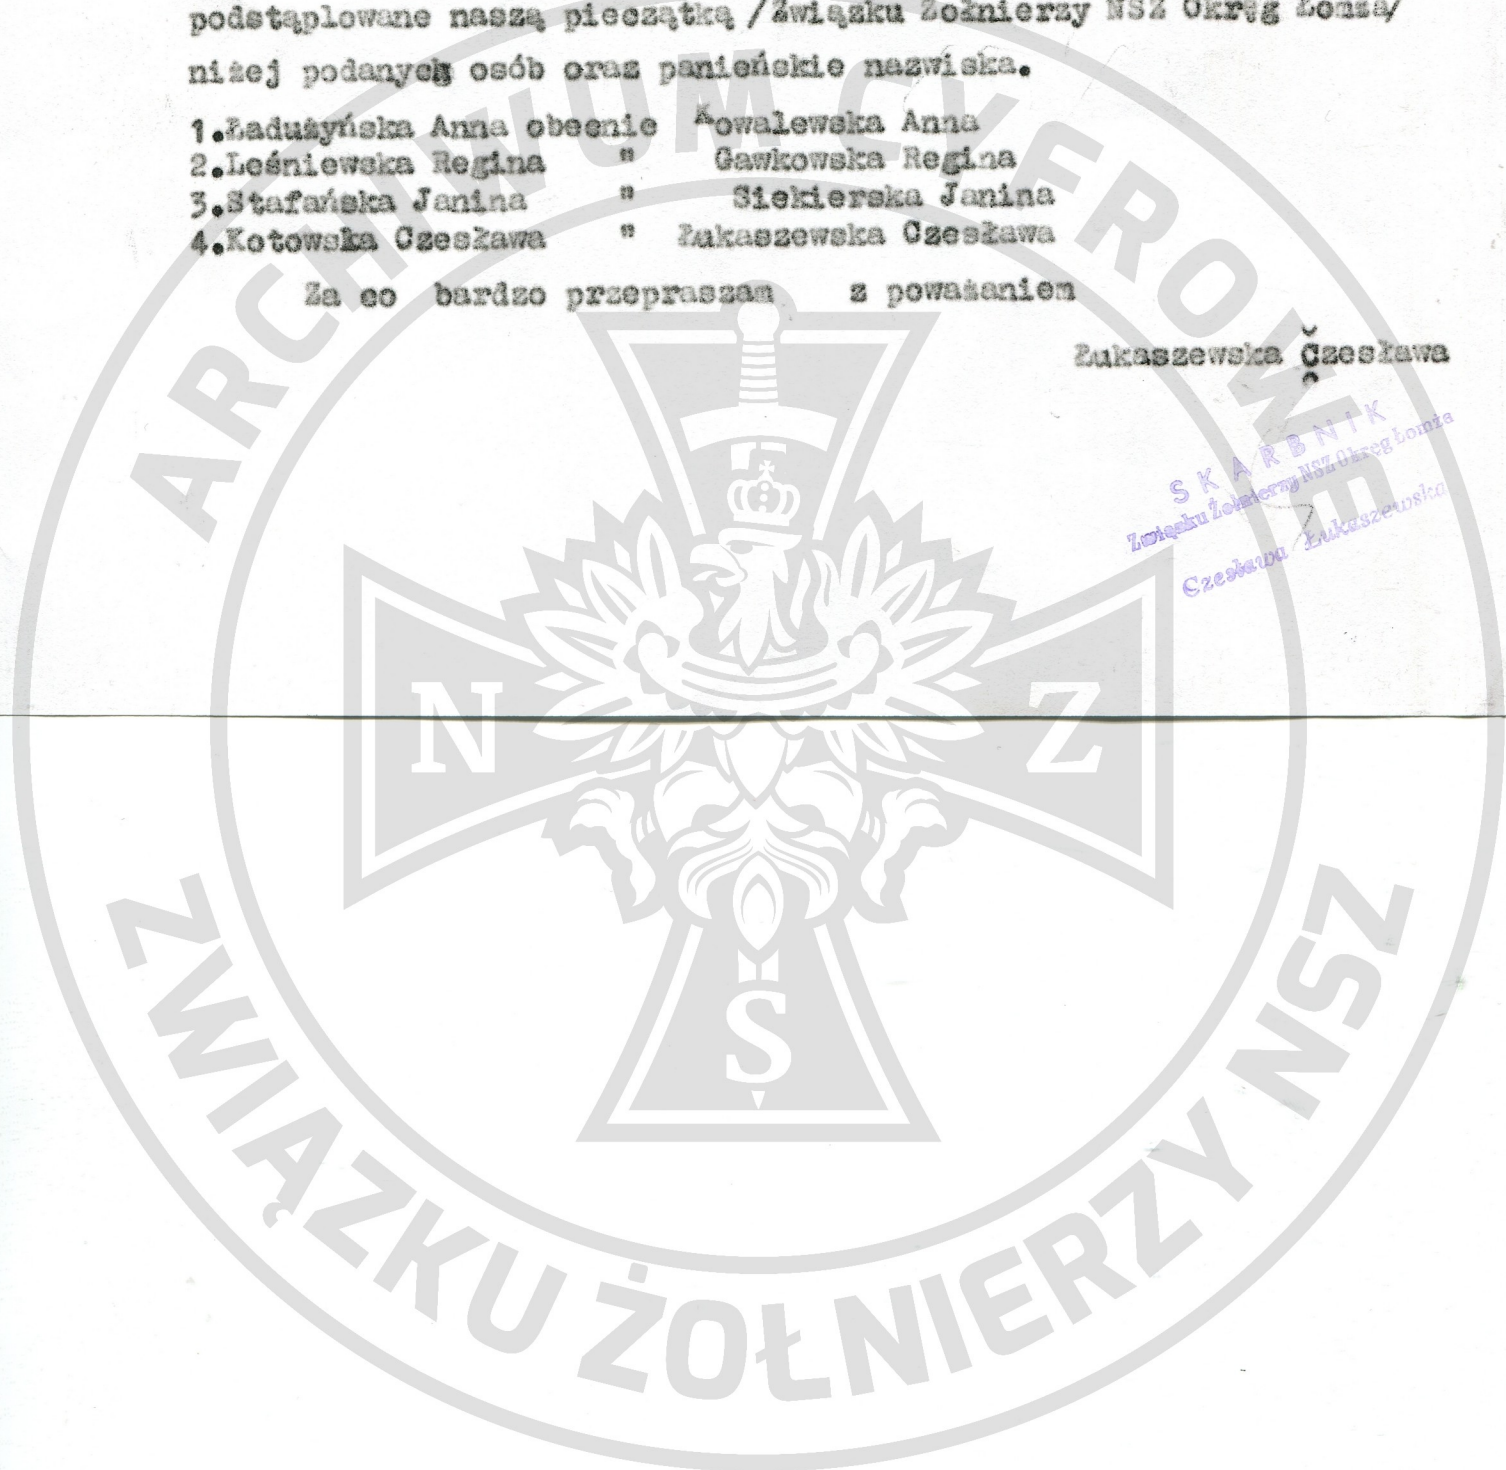 podstąplowane naszą pieczątką /Związku Żołnierzy NSZ Okręg Łomża/
niżej podanych osób oraz panieńskie nazwiska.
1.Ładużyńska Anna obecnie Kowalewska Anna
2.Leśniewska Regina " Gawkowska Regina
3.Stafańska Janina " Siekierska Janina
4.Kotowska Czesława " Łukaszewska Czesława
Za co bardzo przepraszam z poważaniem
Łukaszewska Czesława
SKARBNIK
Związku Żołnierzy NSZ Okręg Łomża
Czesława Łukaszewska
ARCHIWUM CYFROWE
N Z
S
ZWIĄZKU ŻOŁNIERZY NSZ